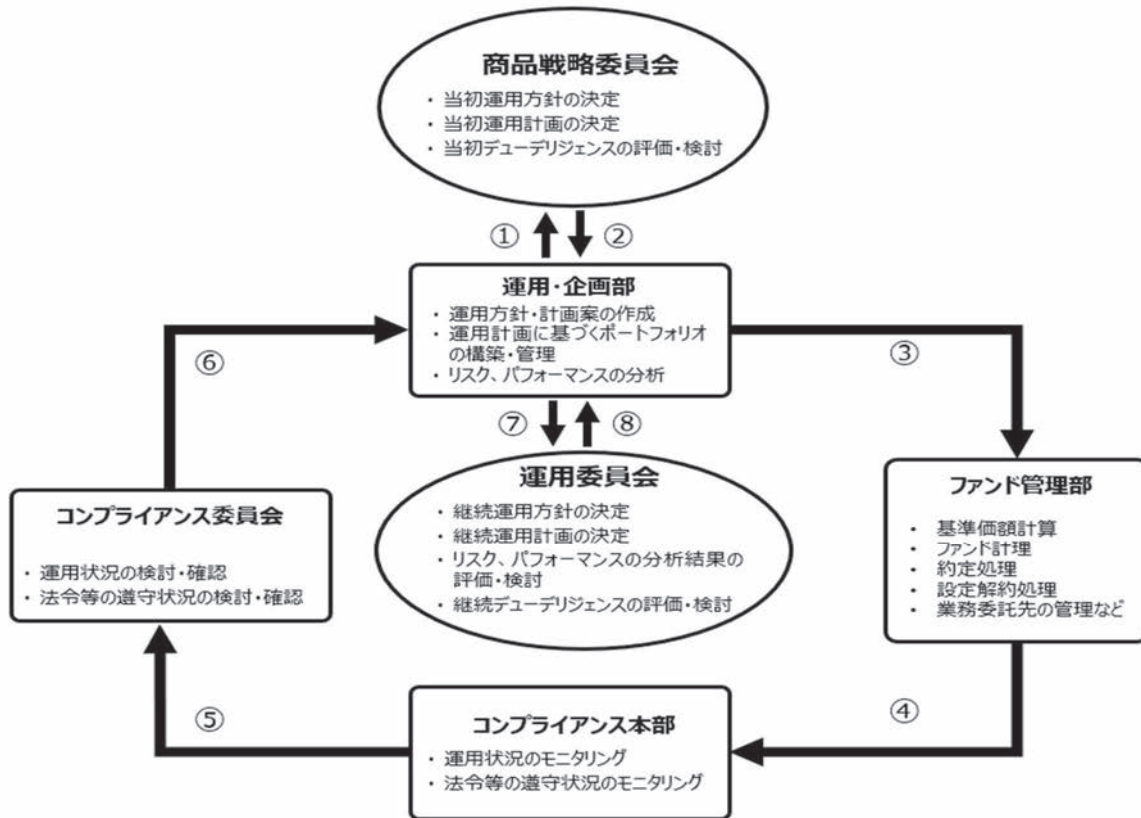 商品戦略委員会
・ 当初運用方針の決定
・ 当初運用計画の決定
・ 当初デューデリジェンスの評価・検討
①
②
運用・企画部
・ 運用方針・計画案の作成
・ 運用計画に基づくポートフォリオ
の構築・管理
・ リスク、パフォーマンスの分析
⑥
③
⑦
⑧
運用委員会
・ 継続運用方針の決定
・ 継続運用計画の決定
・ リスク、パフォーマンスの分析結果の
評価・検討
・ 継続デューデリジェンスの評価・検討
コンプライアンス委員会
・ 運用状況の検討・確認
・ 法令等の遵守状況の検討・確認
ファンド管理部
・ 基準価額計算
・ ファンド計理
・ 約定処理
・ 設定解約処理
・ 業務委託先の管理など
⑤
④
コンプライアンス本部
・ 運用状況のモニタリング
・ 法令等の遵守状況のモニタリング